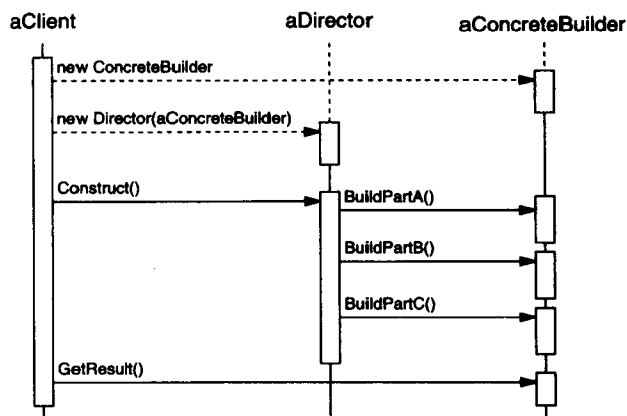 aClient
aDirector
aConcreteBuilder
new ConcreteBuilder
new Director(aConcreteBuilder)
Construct()
BuildPartA()
BuildPartB()
BuildPartC()
GetResult()